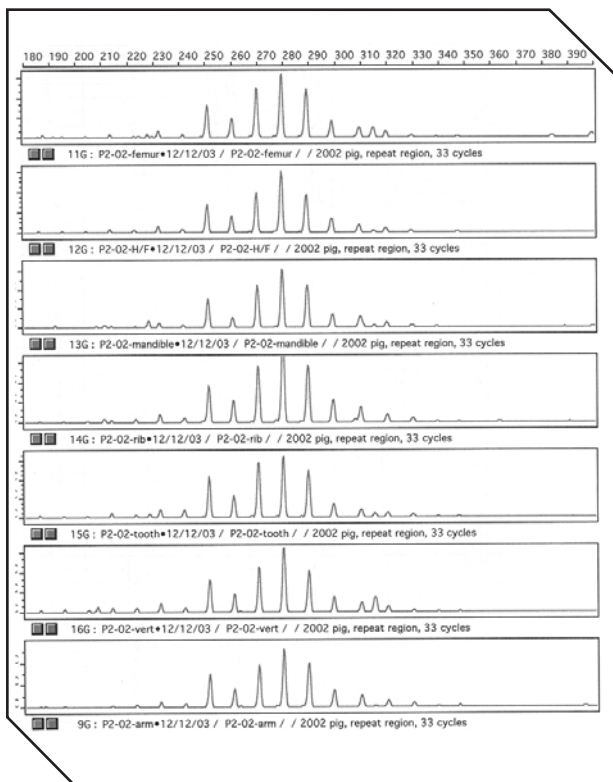 180 190 200 210 220 230 240 250 260 270 280 290 300 310 320 330 340 350 360 370 380 390
11G : P2-02-femur•12/12/03 / P2-02-femur / / 2002 pig, repeat region, 33 cycles
12G : P2-02-H/F•12/12/03 / P2-02-H/F / / 2002 pig, repeat region, 33 cycles
13G : P2-02-mandible•12/12/03 / P2-02-mandible / / 2002 pig, repeat region, 33 cycles
14G : P2-02-rib•12/12/03 / P2-02-rib / / 2002 pig, repeat region, 33 cycles
15G : P2-02-tooth•12/12/03 / P2-02-tooth / / 2002 pig, repeat region, 33 cycles
16G : P2-02-vert•12/12/03 / P2-02-vert / / 2002 pig, repeat region, 33 cycles
9G : P2-02-arm•12/12/03 / P2-02-arm / / 2002 pig, repeat region, 33 cycles